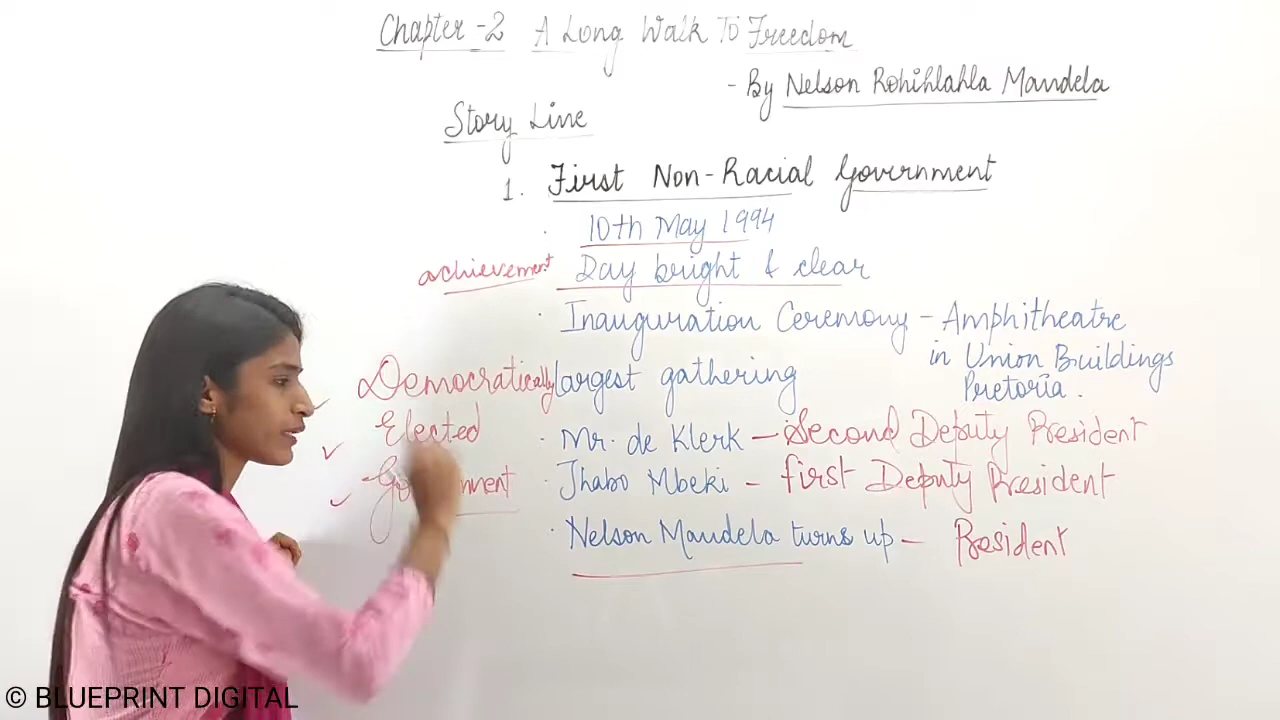 Chapter -2 A Long Walk To Freedom
- By Nelson Rohihlahla Mandela
Story Line
1. First Non-Racial Government
10th May 1994
achievement Day bright & clear
Inauguration Ceremony - Amphitheatre
in Union Buildings
Pretoria.
Democratically largest gathering
Elected Mr. de Klerk - Second Deputy President
Jhabo Mbeki - first Deputy President
Nelson Mandela turns up - President
© BLUEPRINT DIGITAL